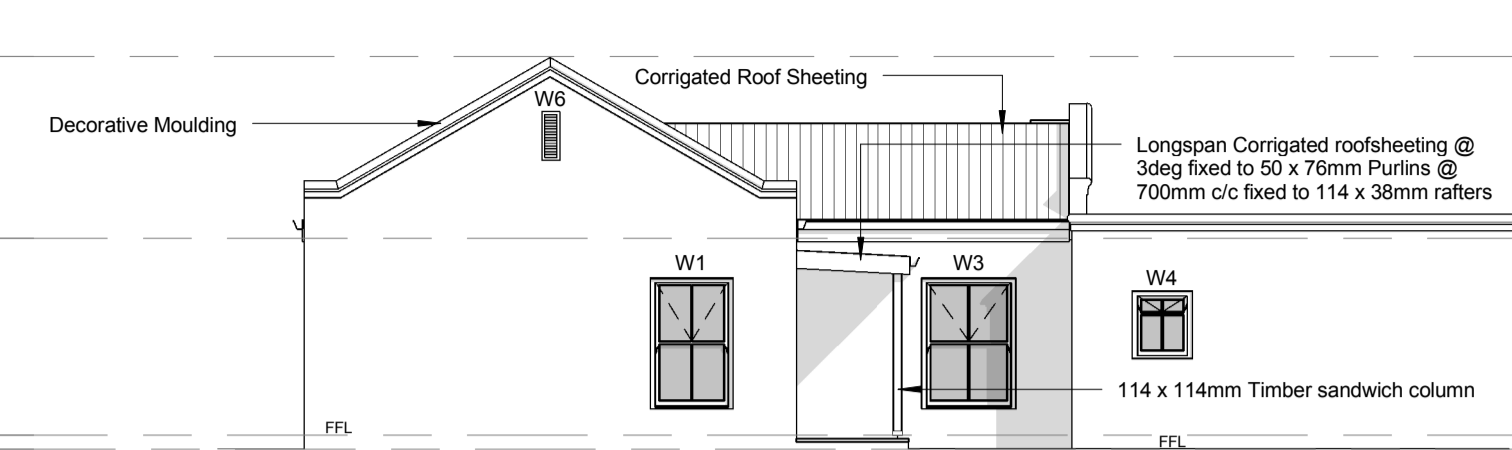 Corrigated Roof Sheeting
W6
Decorative Moulding
Longspan Corrigated roofsheeting @
3deg fixed to 50 x 76mm Purlins @
700mm c/c fixed to 114 x 38mm rafters
W1
W3
W4
114 x 114mm Timber sandwich column
FFL
FFL